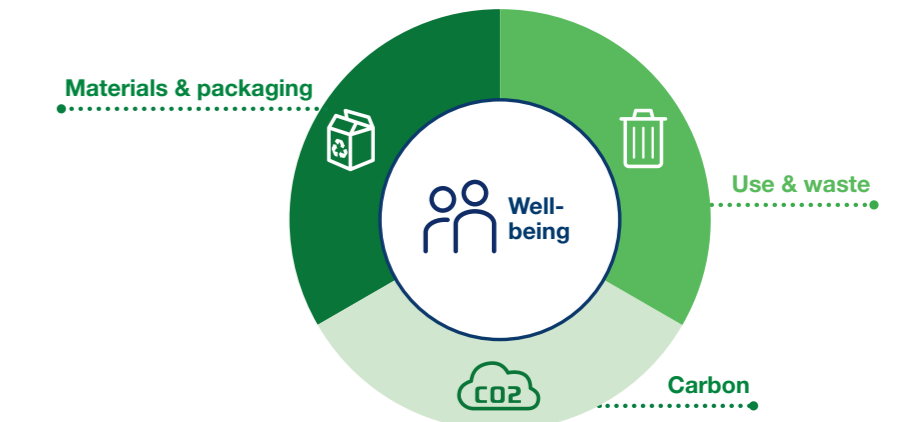 Materials & packaging
Use & waste
Well-
being
CO2
Carbon